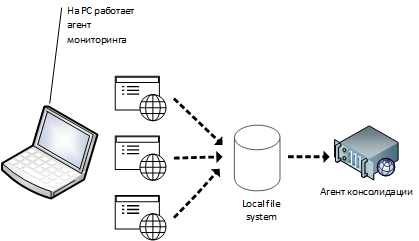 На PC работает
агент
мониторинга
Local file
system
Агент консолидации